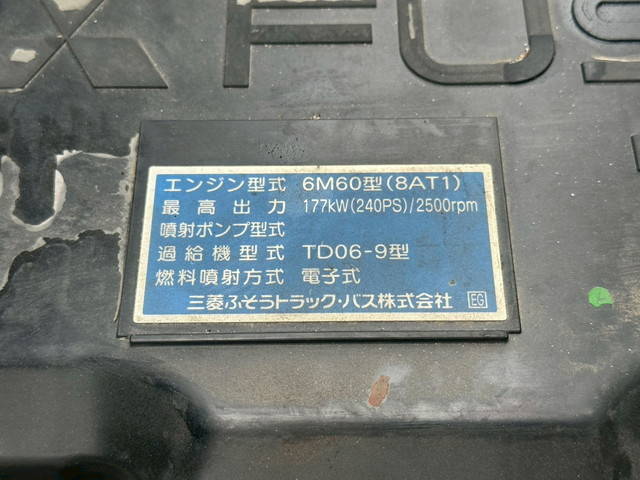 FUS
エンジン型式 6M60型(8AT1)
最高出力 177kW(240PS)/2500rpm
噴射ポンプ型式
過給機型式 TD06-9型
燃料噴射方式 電子式
三菱ふそうトラック・バス株式会社 EG